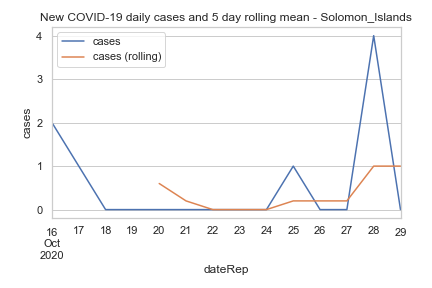 New COVID-19 daily cases and 5 day rolling mean - Solomon_Islands
cases
cases (rolling)
cases
4
3
2
1
0
16 17 18 19 20 21 22 23 24 25 26 27 28 29
Oct
2020
dateRep